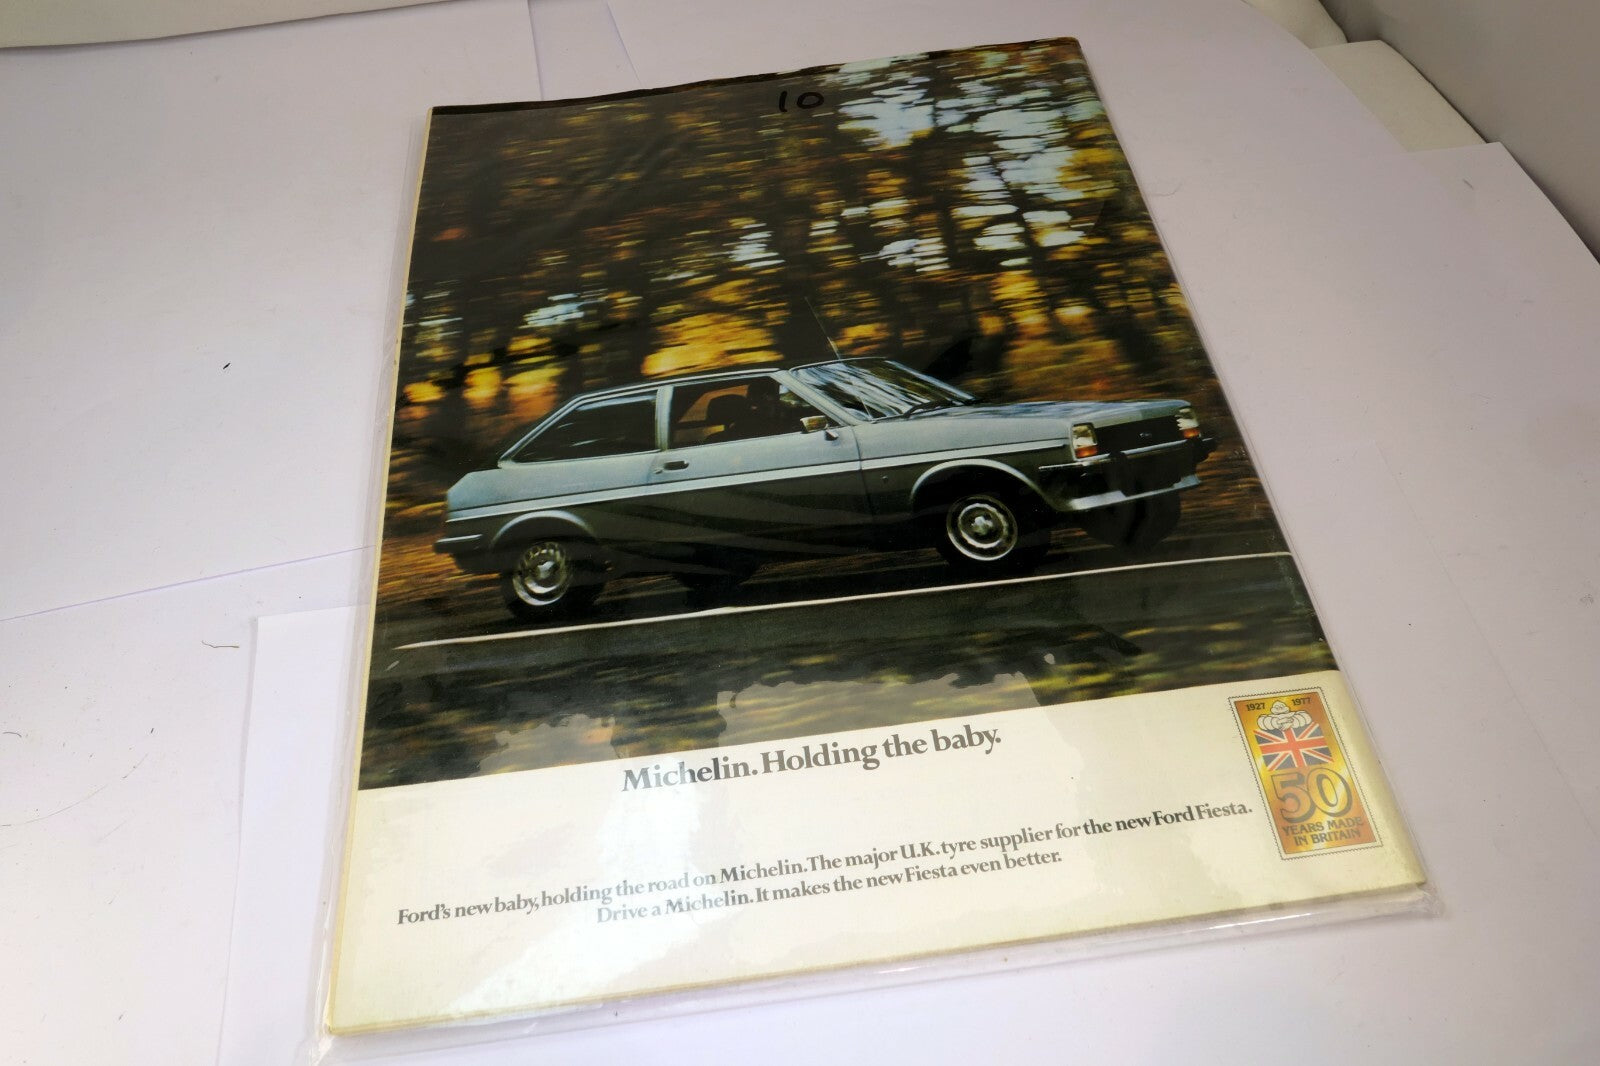 10
Michelin. Holding the baby.
Ford's new baby, holding the road on Michelin. The major U.K. tyre supplier for the new Ford Fiesta.
Drive a Michelin. It makes the new Fiesta even better.
1927 1977
50
YEARS MADE
IN BRITAIN